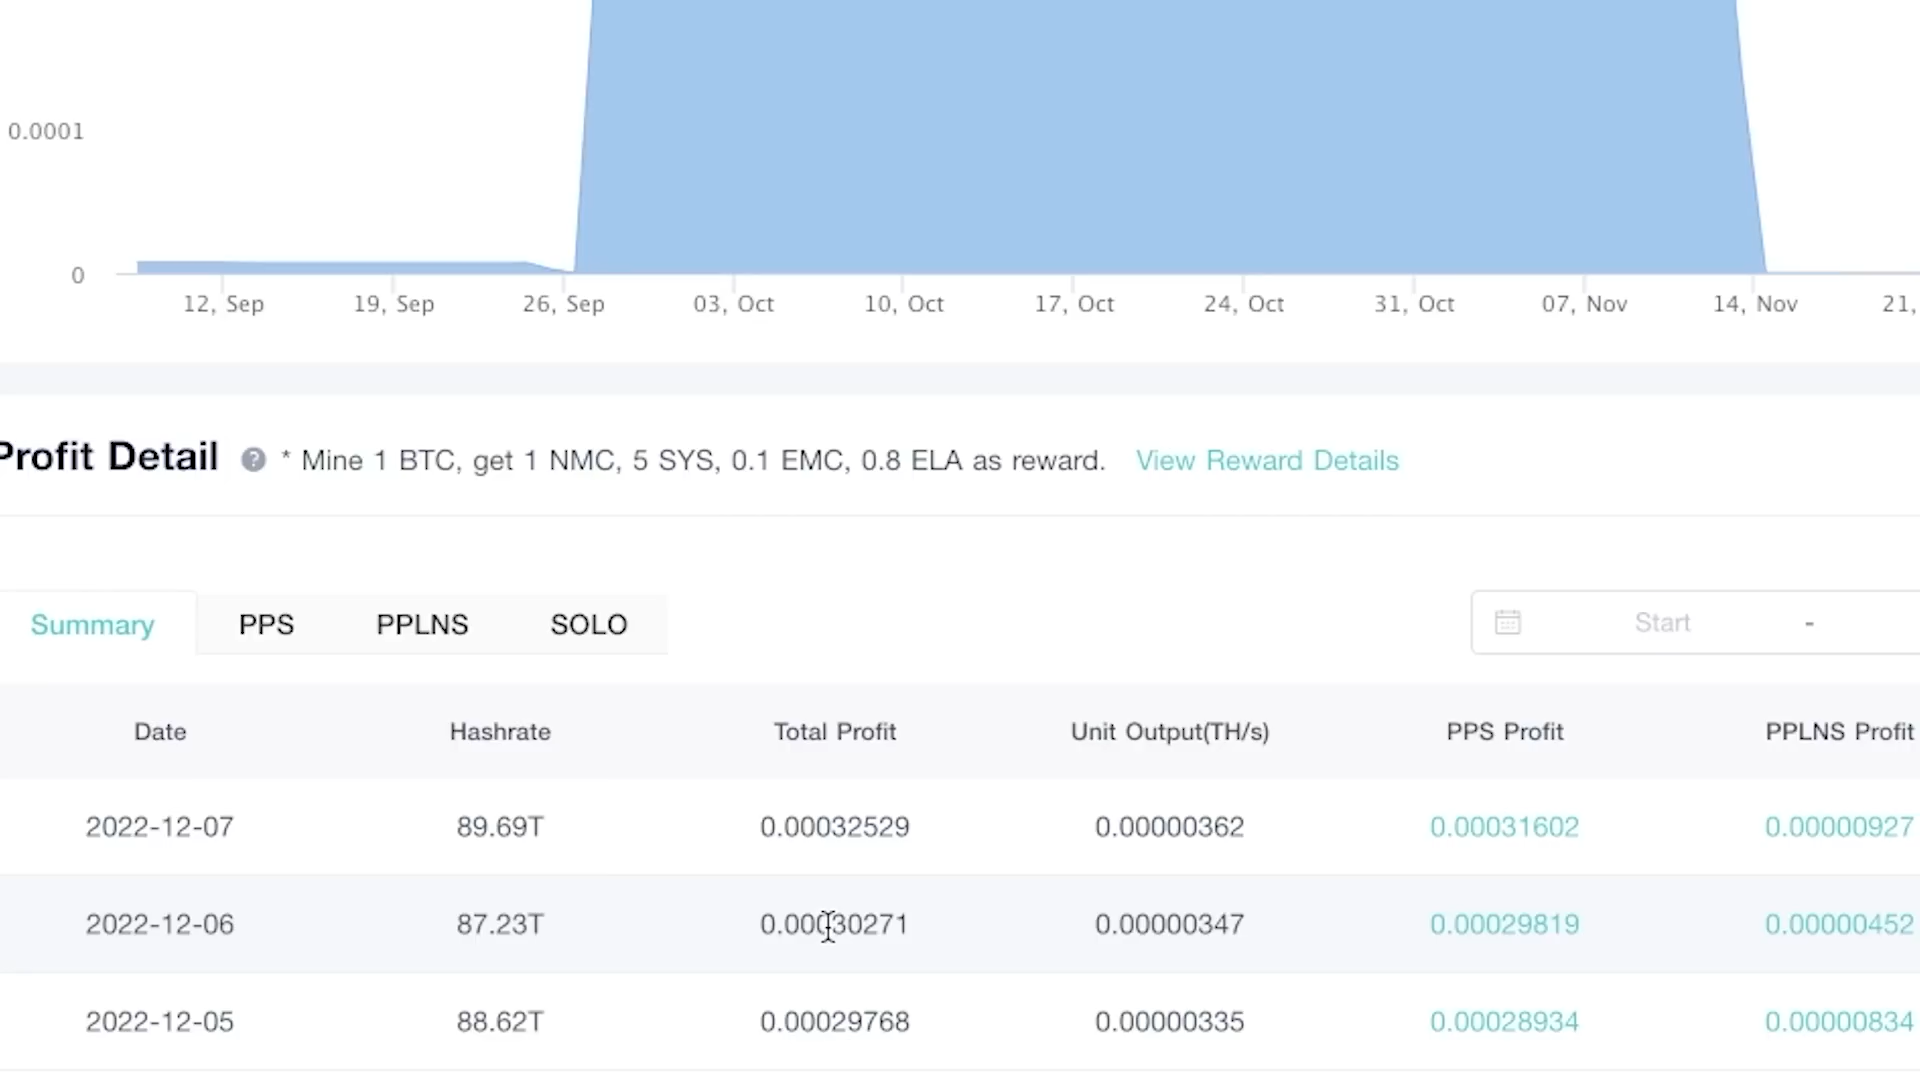 0.0001
0
12, Sep 19, Sep 26, Sep 03, Oct 10, Oct 17, Oct 24, Oct 31, Oct 07, Nov 14, Nov 21,
Profit Detail ? * Mine 1 BTC, get 1 NMC, 5 SYS, 0.1 EMC, 0.8 ELA as reward. View Reward Details
Summary PPS PPLNS SOLO Start -
Date Hashrate Total Profit Unit Output(TH/s) PPS Profit PPLNS Profit
2022-12-07 89.69T 0.00032529 0.00000362 0.00031602 0.00000927
2022-12-06 87.23T 0.00030271 0.00000347 0.00029819 0.00000452
2022-12-05 88.62T 0.00029768 0.00000335 0.00028934 0.00000834